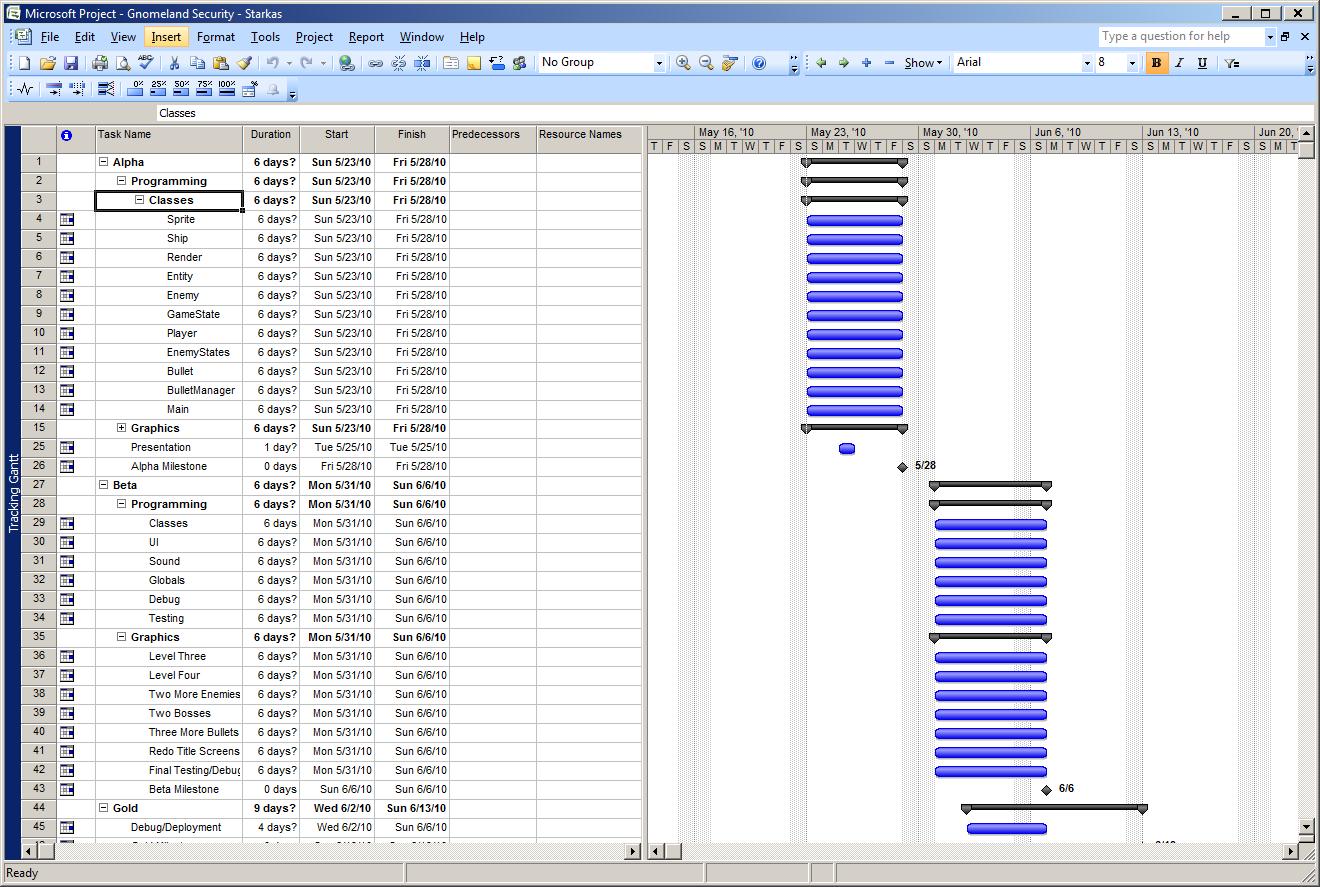 Microsoft Project - Gnomeland Security - Starkas
File Edit View Insert Format Tools Project Report Window Help Type a question for help
ABC No Group Show Arial 8 B I U
0% 25% 50% 75% 100%
Classes
Task Name Duration Start Finish Predecessors Resource Names May 16, '10 May 23, '10 May 30, '10 Jun 6, '10 Jun 13, '10 Jun 20, '
T F S S M T W T F S S M T W T F S S M T W T F S S M T W T F S S M T W T F S S M T
1 Alpha 6 days? Sun 5/23/10 Fri 5/28/10
2 Programming 6 days? Sun 5/23/10 Fri 5/28/10
3 Classes 6 days? Sun 5/23/10 Fri 5/28/10
4 Sprite 6 days? Sun 5/23/10 Fri 5/28/10
5 Ship 6 days? Sun 5/23/10 Fri 5/28/10
6 Render 6 days? Sun 5/23/10 Fri 5/28/10
7 Entity 6 days? Sun 5/23/10 Fri 5/28/10
8 Enemy 6 days? Sun 5/23/10 Fri 5/28/10
9 GameState 6 days? Sun 5/23/10 Fri 5/28/10
10 Player 6 days? Sun 5/23/10 Fri 5/28/10
11 EnemyStates 6 days? Sun 5/23/10 Fri 5/28/10
12 Bullet 6 days? Sun 5/23/10 Fri 5/28/10
13 BulletManager 6 days? Sun 5/23/10 Fri 5/28/10
14 Main 6 days? Sun 5/23/10 Fri 5/28/10
15 Graphics 6 days? Sun 5/23/10 Fri 5/28/10
25 Presentation 1 day? Tue 5/25/10 Tue 5/25/10
26 Alpha Milestone 0 days Fri 5/28/10 Fri 5/28/10 5/28
27 Beta 6 days? Mon 5/31/10 Sun 6/6/10
28 Programming 6 days? Mon 5/31/10 Sun 6/6/10
29 Classes 6 days Mon 5/31/10 Sun 6/6/10
30 UI 6 days? Mon 5/31/10 Sun 6/6/10
31 Sound 6 days? Mon 5/31/10 Sun 6/6/10
32 Globals 6 days? Mon 5/31/10 Sun 6/6/10
33 Debug 6 days? Mon 5/31/10 Sun 6/6/10
34 Testing 6 days? Mon 5/31/10 Sun 6/6/10
35 Graphics 6 days? Mon 5/31/10 Sun 6/6/10
36 Level Three 6 days? Mon 5/31/10 Sun 6/6/10
37 Level Four 6 days? Mon 5/31/10 Sun 6/6/10
38 Two More Enemies 6 days? Mon 5/31/10 Sun 6/6/10
39 Two Bosses 6 days? Mon 5/31/10 Sun 6/6/10
40 Three More Bullets 6 days? Mon 5/31/10 Sun 6/6/10
41 Redo Title Screens 6 days? Mon 5/31/10 Sun 6/6/10
42 Final Testing/Debug 6 days? Mon 5/31/10 Sun 6/6/10
43 Beta Milestone 0 days Sun 6/6/10 Sun 6/6/10 6/6
44 Gold 9 days? Wed 6/2/10 Sun 6/13/10
45 Debug/Deployment 4 days? Wed 6/2/10 Sun 6/6/10
Tracking Gantt
Ready